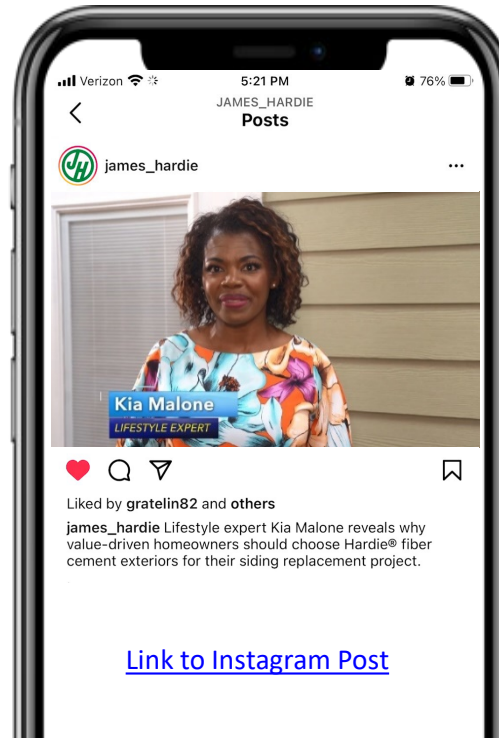 Verizon 5:21 PM 76%
JAMES_HARDIE
Posts
JH james_hardie
Kia Malone
LIFESTYLE EXPERT
Liked by gratelin82 and others
james_hardie Lifestyle expert Kia Malone reveals why
value-driven homeowners should choose Hardie® fiber
cement exteriors for their siding replacement project.
Link to Instagram Post